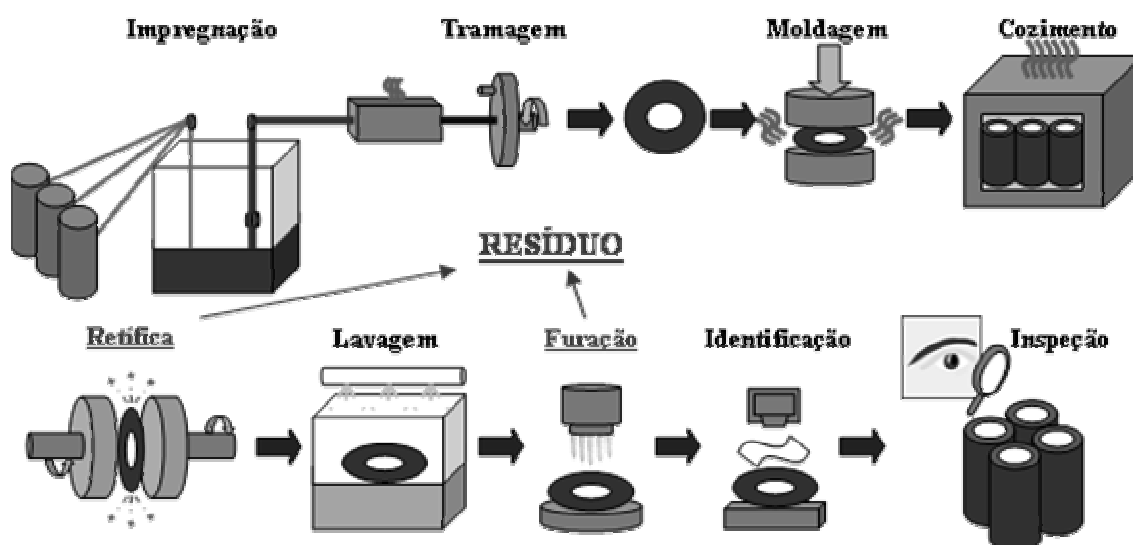 Impregnação
Tramagem
Moldagem
Cozimento
RESÍDUO
Retífica
Lavagem
Furação
Identificação
Inspeção